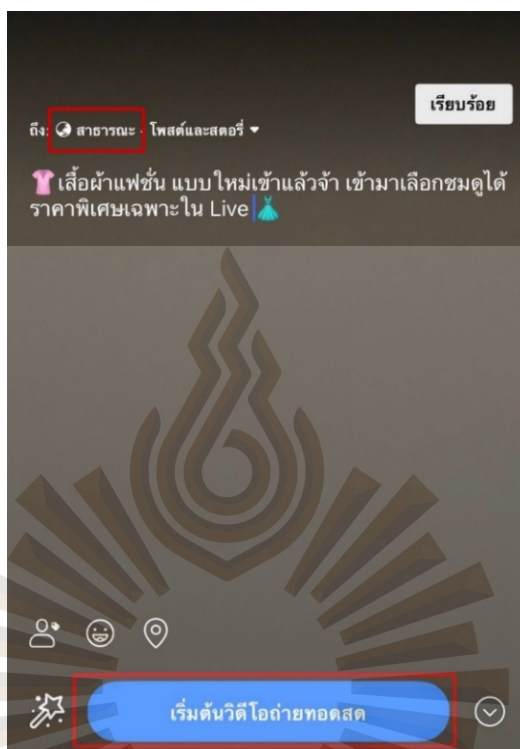 เรียบร้อย
ถึง: สาธารณะ · โพสต์และสตอรี่
👚เสื้อผ้าแฟชั่น แบบใหม่เข้าแล้วจ้า เข้ามาเลือกชมดูได้
ราคาพิเศษเฉพาะใน Live 👗
เริ่มต้นวิดีโอถ่ายทอดสด